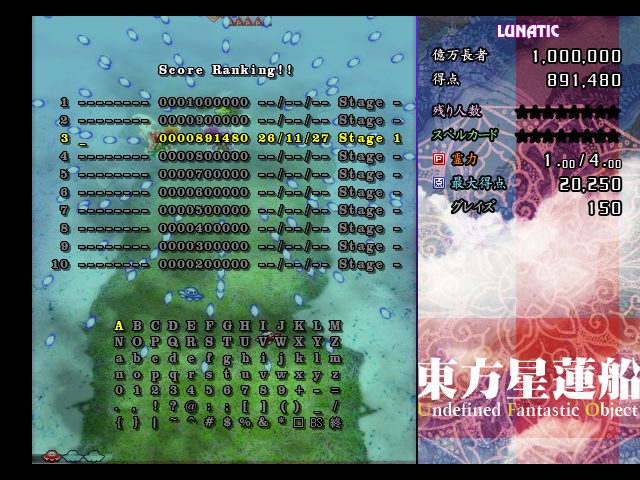 Score Ranking!!
1 -------- 0001000000 --/--/-- Stage -
2 -------- 0000900000 --/--/-- Stage -
3 _ 0000891480 26/11/27 Stage 1
4 -------- 0000800000 --/--/-- Stage -
5 -------- 0000700000 --/--/-- Stage -
6 -------- 0000600000 --/--/-- Stage -
7 -------- 0000500000 --/--/-- Stage -
8 -------- 0000400000 --/--/-- Stage -
9 -------- 0000300000 --/--/-- Stage -
10 -------- 0000200000 --/--/-- Stage -
A B C D E F G H I J K L M
N O P Q R S T U V W X Y Z
a b c d e f g h i j k l m
n o p q r s t u v w x y z
0 1 2 3 4 5 6 7 8 9 + - =
. , ! ? @ : ; [ ] ( ) _ /
{ } | ~ ^ # $ % & * □ BS 終
LUNATIC
億万長者 1,000,000
得点 891,480
残り人数 ★★★★★★★★
スペルカード ★★★★★★★★
P 霊力 1.00/4.00
点 最大得点 20,250
グレイズ 150
東方星蓮船
Undefined Fantastic Object